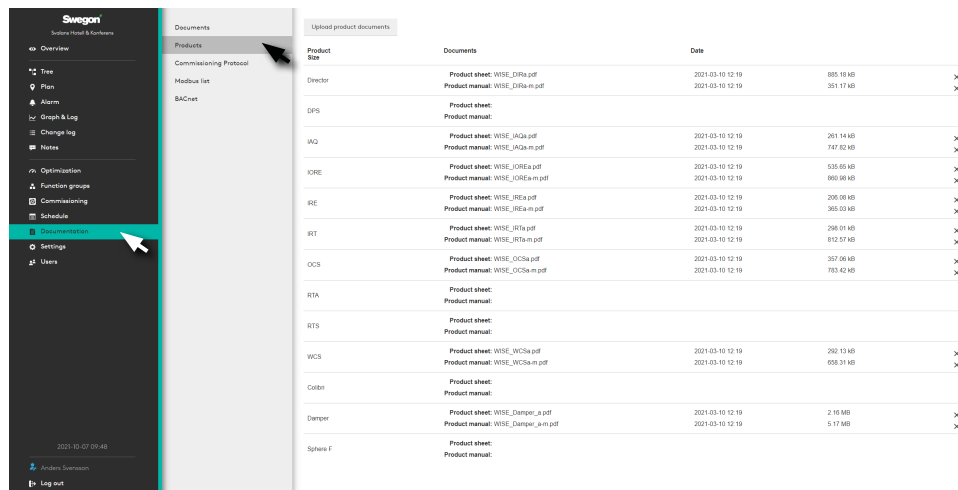 Swegon
Svalans Hotell & Konferens
Overview
Tree
Plan
Alarm
Graph & Log
Change log
Notes
Optimization
Function groups
Commissioning
Schedule
Documentation
Settings
Users
2021-10-07 09:48
Anders Svensson
Log out
Documents
Products
Commissioning Protocol
Modbus list
BACnet
Upload product documents
Product Documents Date
Size
Director
Product sheet: WISE_DIRa.pdf 2021-03-10 12:19 885.18 kB
Product manual: WISE_DIRa-m.pdf 2021-03-10 12:19 351.17 kB
DPS
Product sheet:
Product manual:
IAQ
Product sheet: WISE_IAQa.pdf 2021-03-10 12:19 261.14 kB
Product manual: WISE_IAQa-m.pdf 2021-03-10 12:19 747.82 kB
IORE
Product sheet: WISE_IOREa.pdf 2021-03-10 12:19 535.65 kB
Product manual: WISE_IOREa-m.pdf 2021-03-10 12:19 860.98 kB
IRE
Product sheet: WISE_IREa.pdf 2021-03-10 12:19 206.08 kB
Product manual: WISE_IREa-m.pdf 2021-03-10 12:19 365.03 kB
IRT
Product sheet: WISE_IRTa.pdf 2021-03-10 12:19 298.01 kB
Product manual: WISE_IRTa-m.pdf 2021-03-10 12:19 812.57 kB
OCS
Product sheet: WISE_OCSa.pdf 2021-03-10 12:19 357.06 kB
Product manual: WISE_OCSa-m.pdf 2021-03-10 12:19 783.42 kB
RTA
Product sheet:
Product manual:
RTS
Product sheet:
Product manual:
WCS
Product sheet: WISE_WCSa.pdf 2021-03-10 12:19 292.13 kB
Product manual: WISE_WCSa-m.pdf 2021-03-10 12:19 658.31 kB
Colibri
Product sheet:
Product manual:
Damper
Product sheet: WISE_Damper_a.pdf 2021-03-10 12:19 2.16 MB
Product manual: WISE_Damper_a-m.pdf 2021-03-10 12:19 5.17 MB
Sphere F
Product sheet:
Product manual: